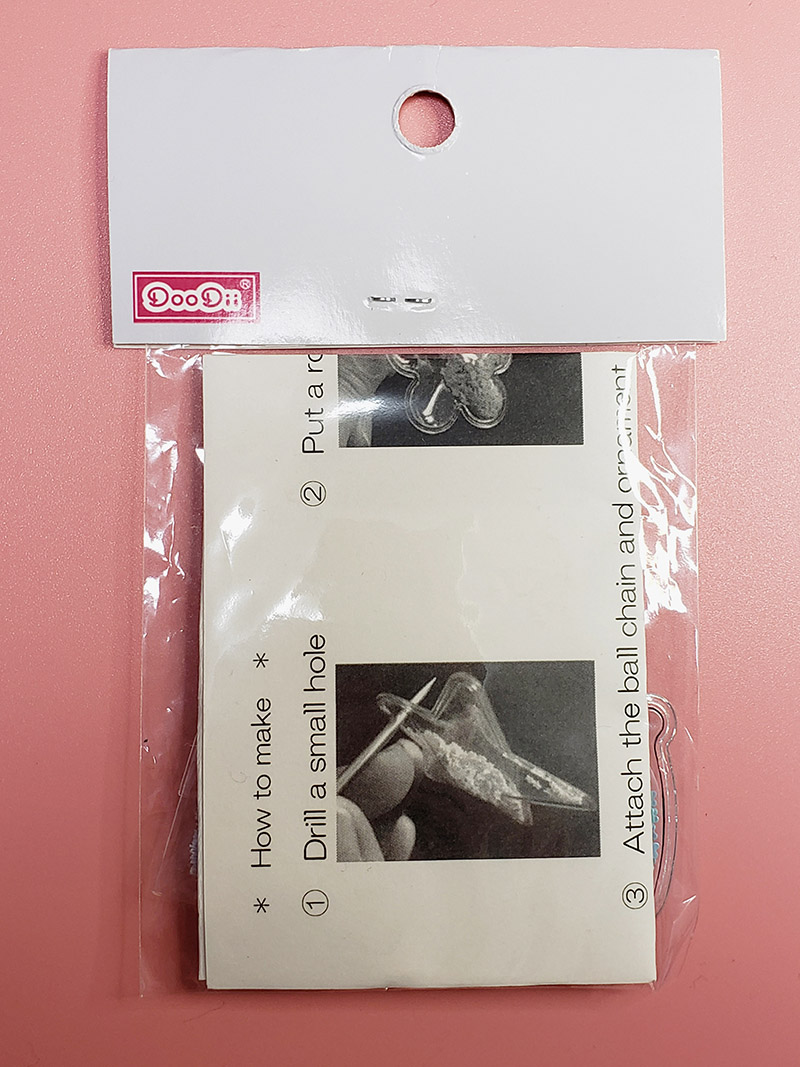 DooDii®
* How to make *
① Drill a small hole
② Put a
③ Attach the ball chain and ornament